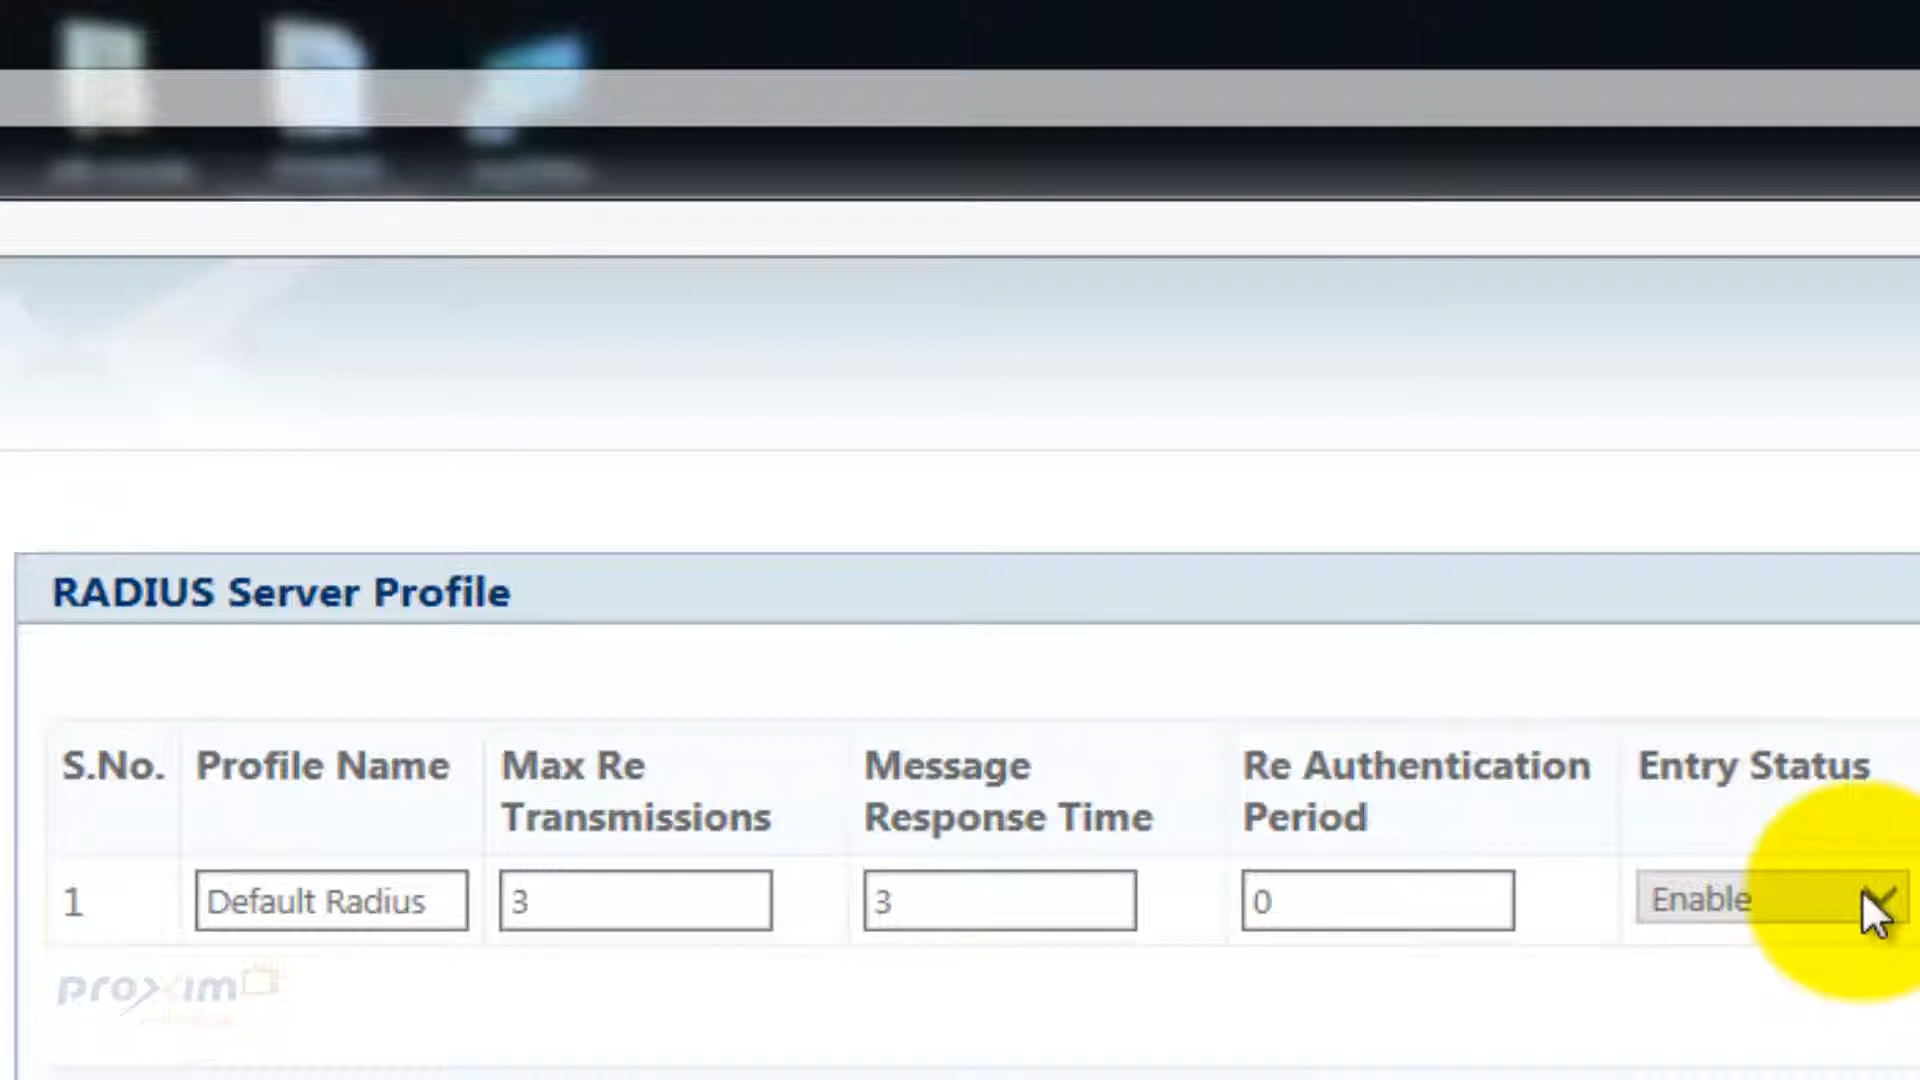 RADIUS Server Profile
S.No. Profile Name Max Re Transmissions Message Response Time Re Authentication Period Entry Status
1 Default Radius 3 3 0 Enable
proxim